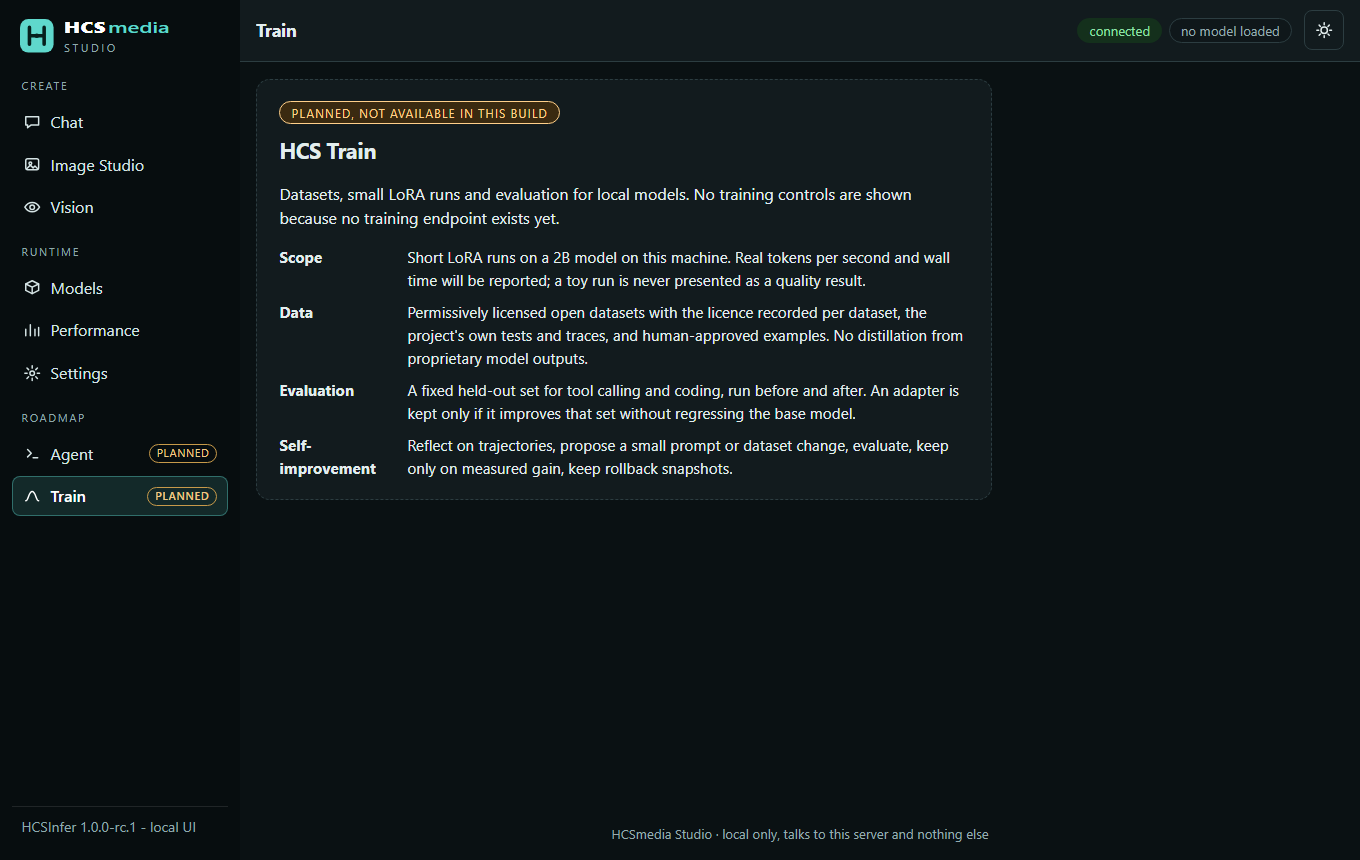 HCSmedia
STUDIO
CREATE
Chat
Image Studio
Vision
RUNTIME
Models
Performance
Settings
ROADMAP
Agent PLANNED
Train PLANNED
HCSInfer 1.0.0-rc.1 - local UI
Train
connected
no model loaded
PLANNED, NOT AVAILABLE IN THIS BUILD
HCS Train
Datasets, small LoRA runs and evaluation for local models. No training controls are shown
because no training endpoint exists yet.
Scope
Short LoRA runs on a 2B model on this machine. Real tokens per second and wall
time will be reported; a toy run is never presented as a quality result.
Data
Permissively licensed open datasets with the licence recorded per dataset, the
project's own tests and traces, and human-approved examples. No distillation from
proprietary model outputs.
Evaluation
A fixed held-out set for tool calling and coding, run before and after. An adapter is
kept only if it improves that set without regressing the base model.
Self-
improvement
Reflect on trajectories, propose a small prompt or dataset change, evaluate, keep
only on measured gain, keep rollback snapshots.
HCSmedia Studio · local only, talks to this server and nothing else